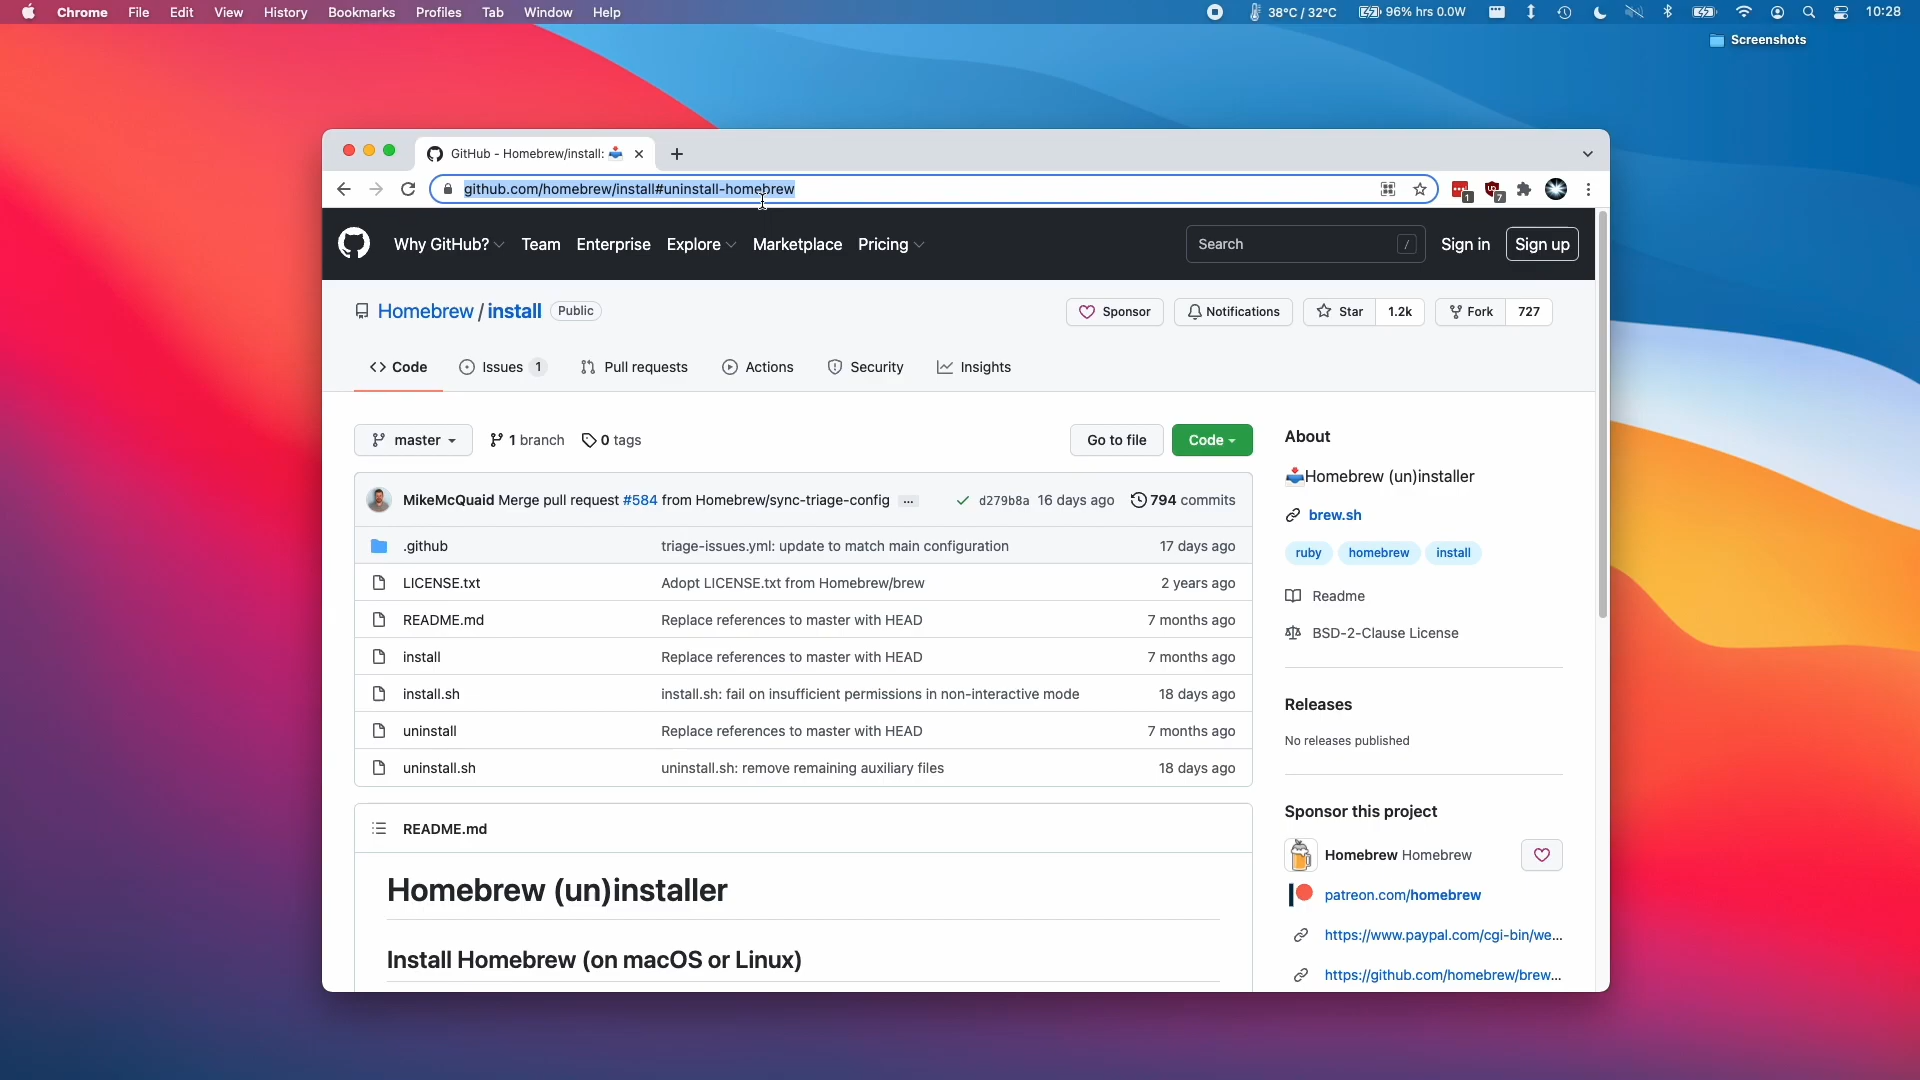 Chrome File Edit View History Bookmarks Profiles Tab Window Help 38°C / 32°C 96% hrs 0.0W 10:28
Screenshots
GitHub - Homebrew/install: 📥
github.com/homebrew/install#uninstall-homebrew 1 7
Why GitHub? Team Enterprise Explore Marketplace Pricing Search / Sign in Sign up
Homebrew / install Public Sponsor Notifications Star 1.2k Fork 727
<> Code Issues 1 Pull requests Actions Security Insights
master 1 branch 0 tags Go to file Code
MikeMcQuaid Merge pull request #584 from Homebrew/sync-triage-config ... d279b8a 16 days ago 794 commits
.github triage-issues.yml: update to match main configuration 17 days ago
LICENSE.txt Adopt LICENSE.txt from Homebrew/brew 2 years ago
README.md Replace references to master with HEAD 7 months ago
install Replace references to master with HEAD 7 months ago
install.sh install.sh: fail on insufficient permissions in non-interactive mode 18 days ago
uninstall Replace references to master with HEAD 7 months ago
uninstall.sh uninstall.sh: remove remaining auxiliary files 18 days ago
README.md
Homebrew (un)installer
Install Homebrew (on macOS or Linux)
About
📥Homebrew (un)installer
brew.sh
ruby homebrew install
Readme
BSD-2-Clause License
Releases
No releases published
Sponsor this project
Homebrew Homebrew
patreon.com/homebrew
https://www.paypal.com/cgi-bin/we...
https://github.com/homebrew/brew...